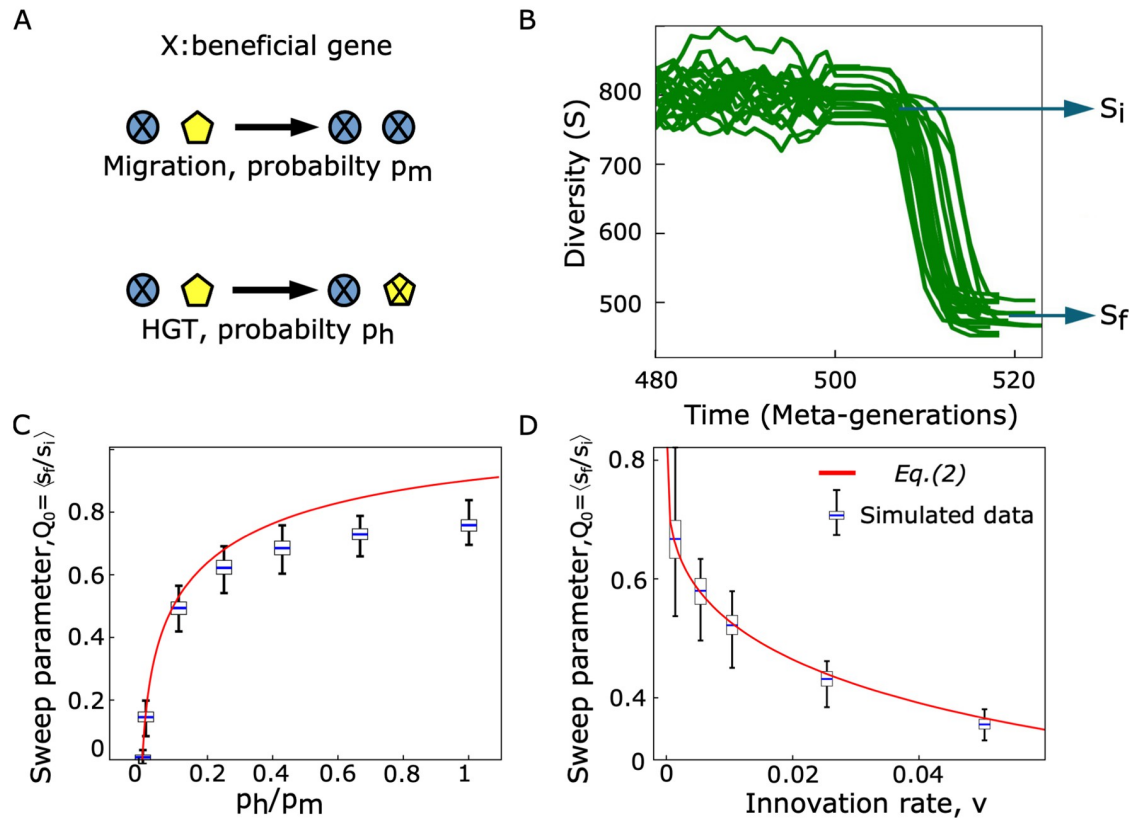 A
X:beneficial gene
Migration, probabilty pm
HGT, probabilty ph
B
Diversity (S)
800
700
600
500
480
500
520
Time (Meta-generations)
Si
Sf
C
Sweep parameter,Q0=⟨sf/si⟩
0.8
0.6
0.4
0.2
0
0
0.2
0.4
0.6
0.8
1
ph/pm
D
Sweep parameter,Q0=⟨sf/si⟩
0.8
0.6
0.4
0
Eq.(2)
Simulated data
0
0.02
0.04
Innovation rate, v